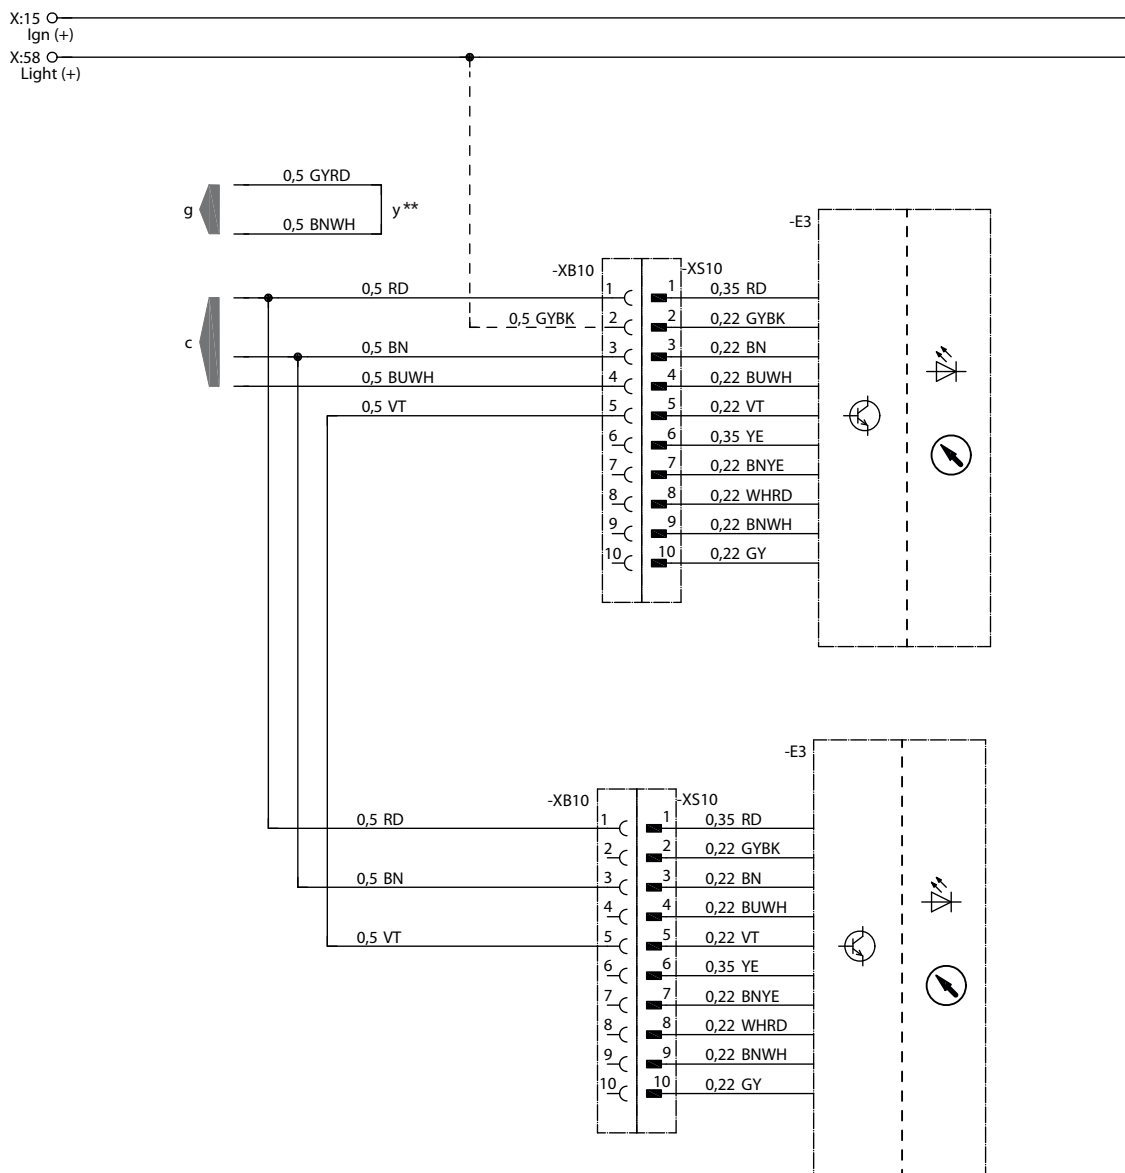 X:15
Ign (+)
X:58
Light (+)
0,5 GYRD
g
y**
0,5 BNWH
-E3
-XB10
-XS10
0,5 RD
1
1
0,35 RD
0,5 GYBK
2
2
0,22 GYBK
c
0,5 BN
3
3
0,22 BN
0,5 BUWH
4
4
0,22 BUWH
0,5 VT
5
5
0,22 VT
6
6
0,35 YE
7
7
0,22 BNYE
8
8
0,22 WHRD
9
9
0,22 BNWH
10
10
0,22 GY
-E3
-XB10
-XS10
0,5 RD
1
1
0,35 RD
2
2
0,22 GYBK
0,5 BN
3
3
0,22 BN
4
4
0,22 BUWH
0,5 VT
5
5
0,22 VT
6
6
0,35 YE
7
7
0,22 BNYE
8
8
0,22 WHRD
9
9
0,22 BNWH
10
10
0,22 GY